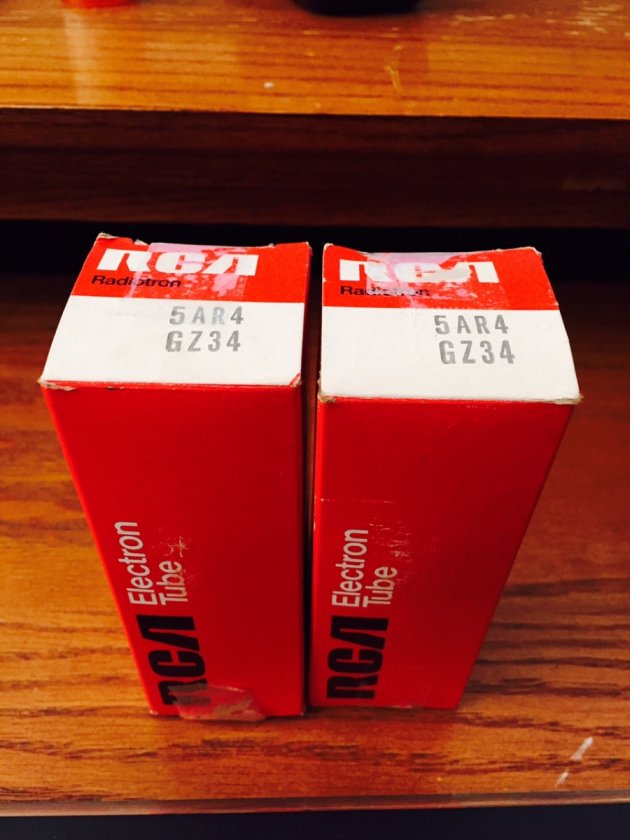 RCA
Radiotron
5AR4
GZ34
Electron
Tube
RCA
RCA
Radiotron
5AR4
GZ34
Electron
Tube
RCA